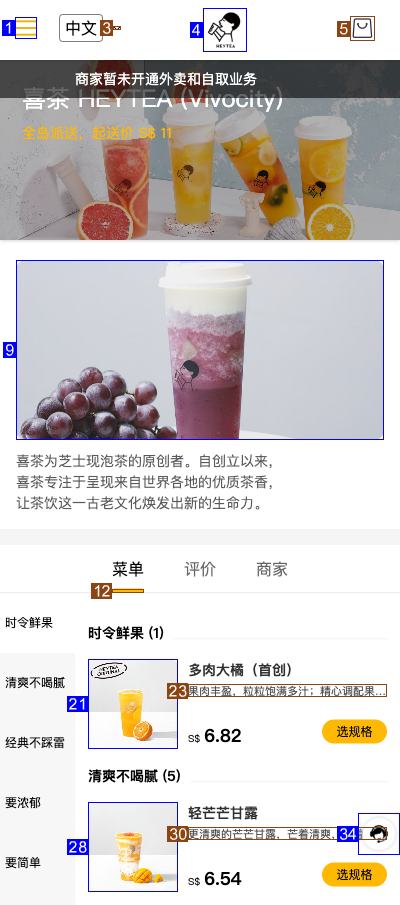 中文
HEYTEA
商家暂未开通外卖和自取业务
喜茶 HEYTEA (Vivocity)
喜茶为芝士现泡茶的原创者。自创立以来，
喜茶专注于呈现来自世界各地的优质茶香，
让茶饮这一古老文化焕发出新的生命力。
菜单
评价
商家
时令鲜果
清爽不喝腻
经典不踩雷
要浓郁
要简单
时令鲜果 (1)
多肉大橘（首创）
果肉丰盈，粒粒饱满多汁；精心调配果...
S$ 6.82
选规格
清爽不喝腻 (5)
轻芒芒甘露
更清爽的芒芒甘露，芒着清爽，
S$ 6.54
选规格
1
3
4
5
9
12
21
23
28
30
34